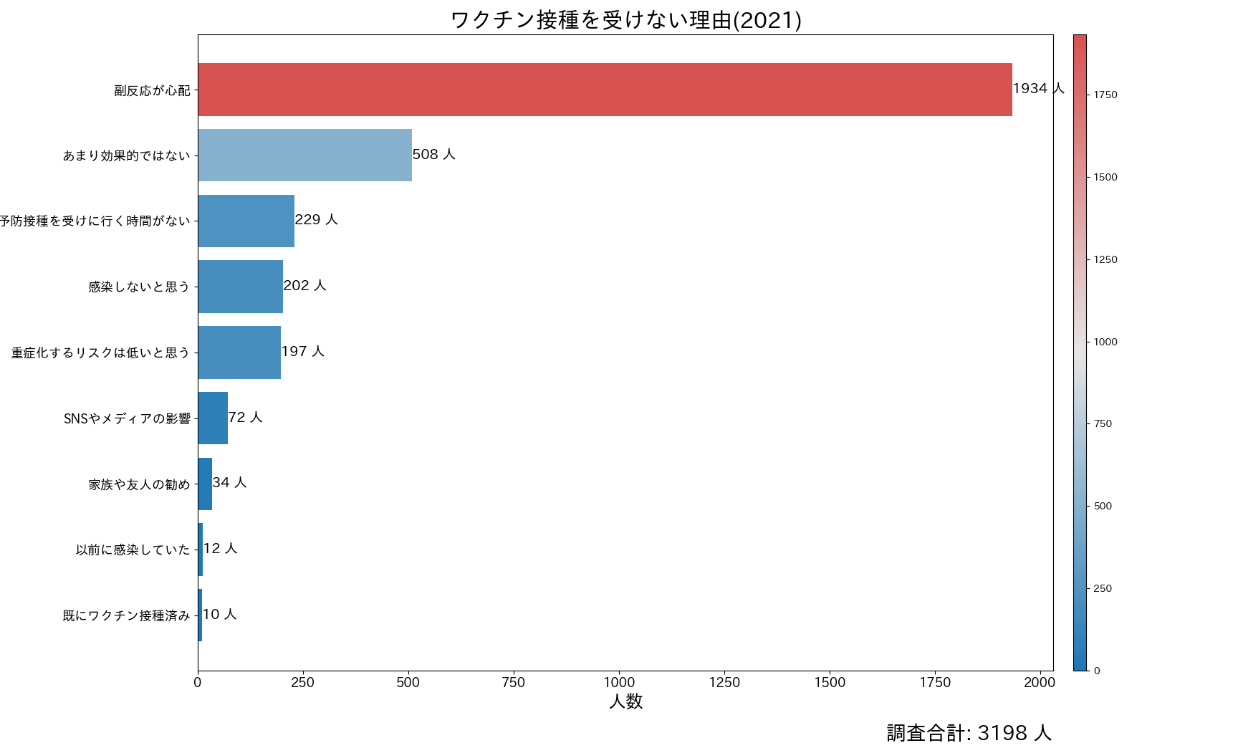 ワクチン接種を受けない理由(2021)
副反応が心配
1934 人
あまり効果的ではない
508 人
予防接種を受けに行く時間がない
229 人
感染しないと思う
202 人
重症化するリスクは低いと思う
197 人
SNSやメディアの影響
72 人
家族や友人の勧め
34 人
以前に感染していた
12 人
既にワクチン接種済み
10 人
0 250 500 750 1000 1250 1500 1750 2000
人数
1750
1500
1250
1000
750
500
250
0
調査合計: 3198 人